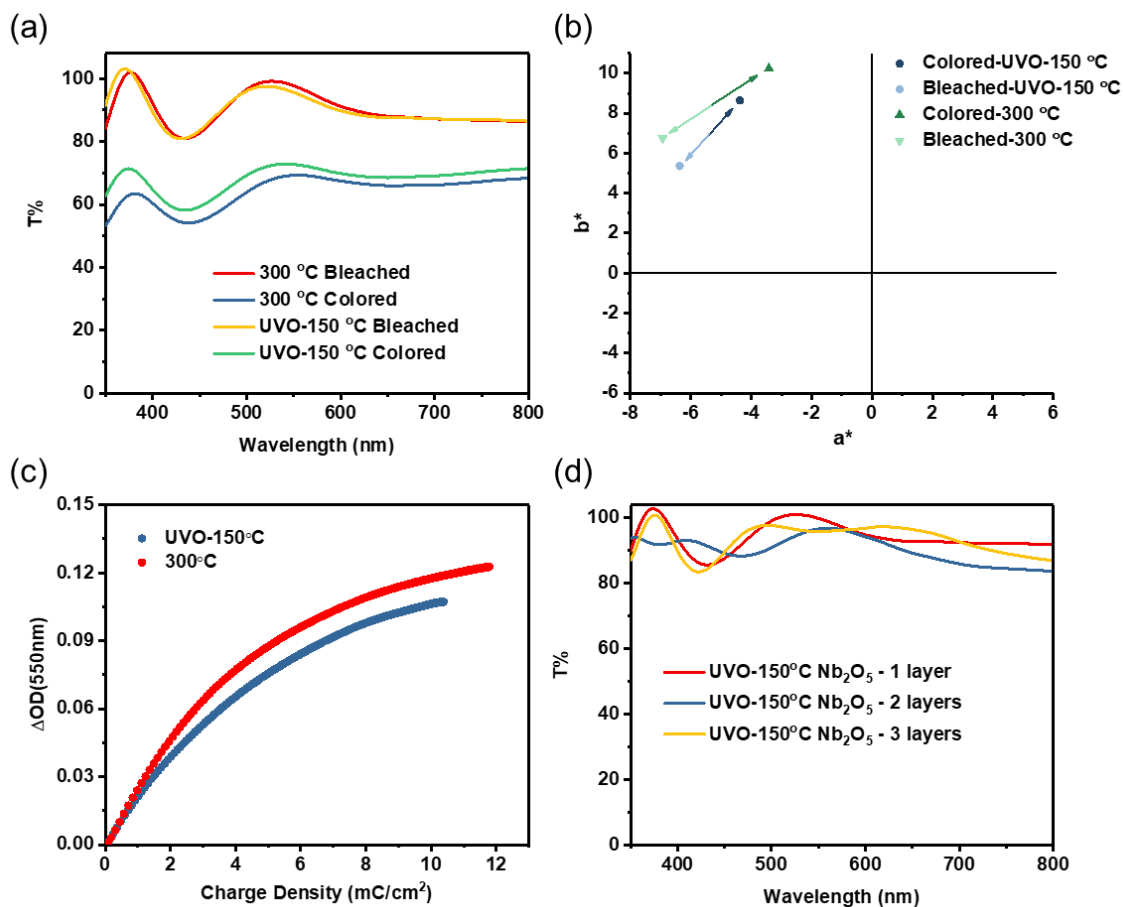 (a)
100
80
60
40
20
0
T%
300 °C Bleached
300 °C Colored
UVO-150 °C Bleached
UVO-150 °C Colored
400 500 600 700 800
Wavelength (nm)
(b)
10
8
6
4
2
0
-2
-4
-6
b*
Colored-UVO-150 °C
Bleached-UVO-150 °C
Colored-300 °C
Bleached-300 °C
-8 -6 -4 -2 0 2 4 6
a*
(c)
0.15
0.12
0.09
0.06
0.03
0.00
ΔOD(550nm)
UVO-150°C
300°C
0 2 4 6 8 10 12
Charge Density (mC/cm²)
(d)
100
80
60
40
20
0
T%
UVO-150°C Nb₂O₅ - 1 layer
UVO-150°C Nb₂O₅ - 2 layers
UVO-150°C Nb₂O₅ - 3 layers
400 500 600 700 800
Wavelength (nm)